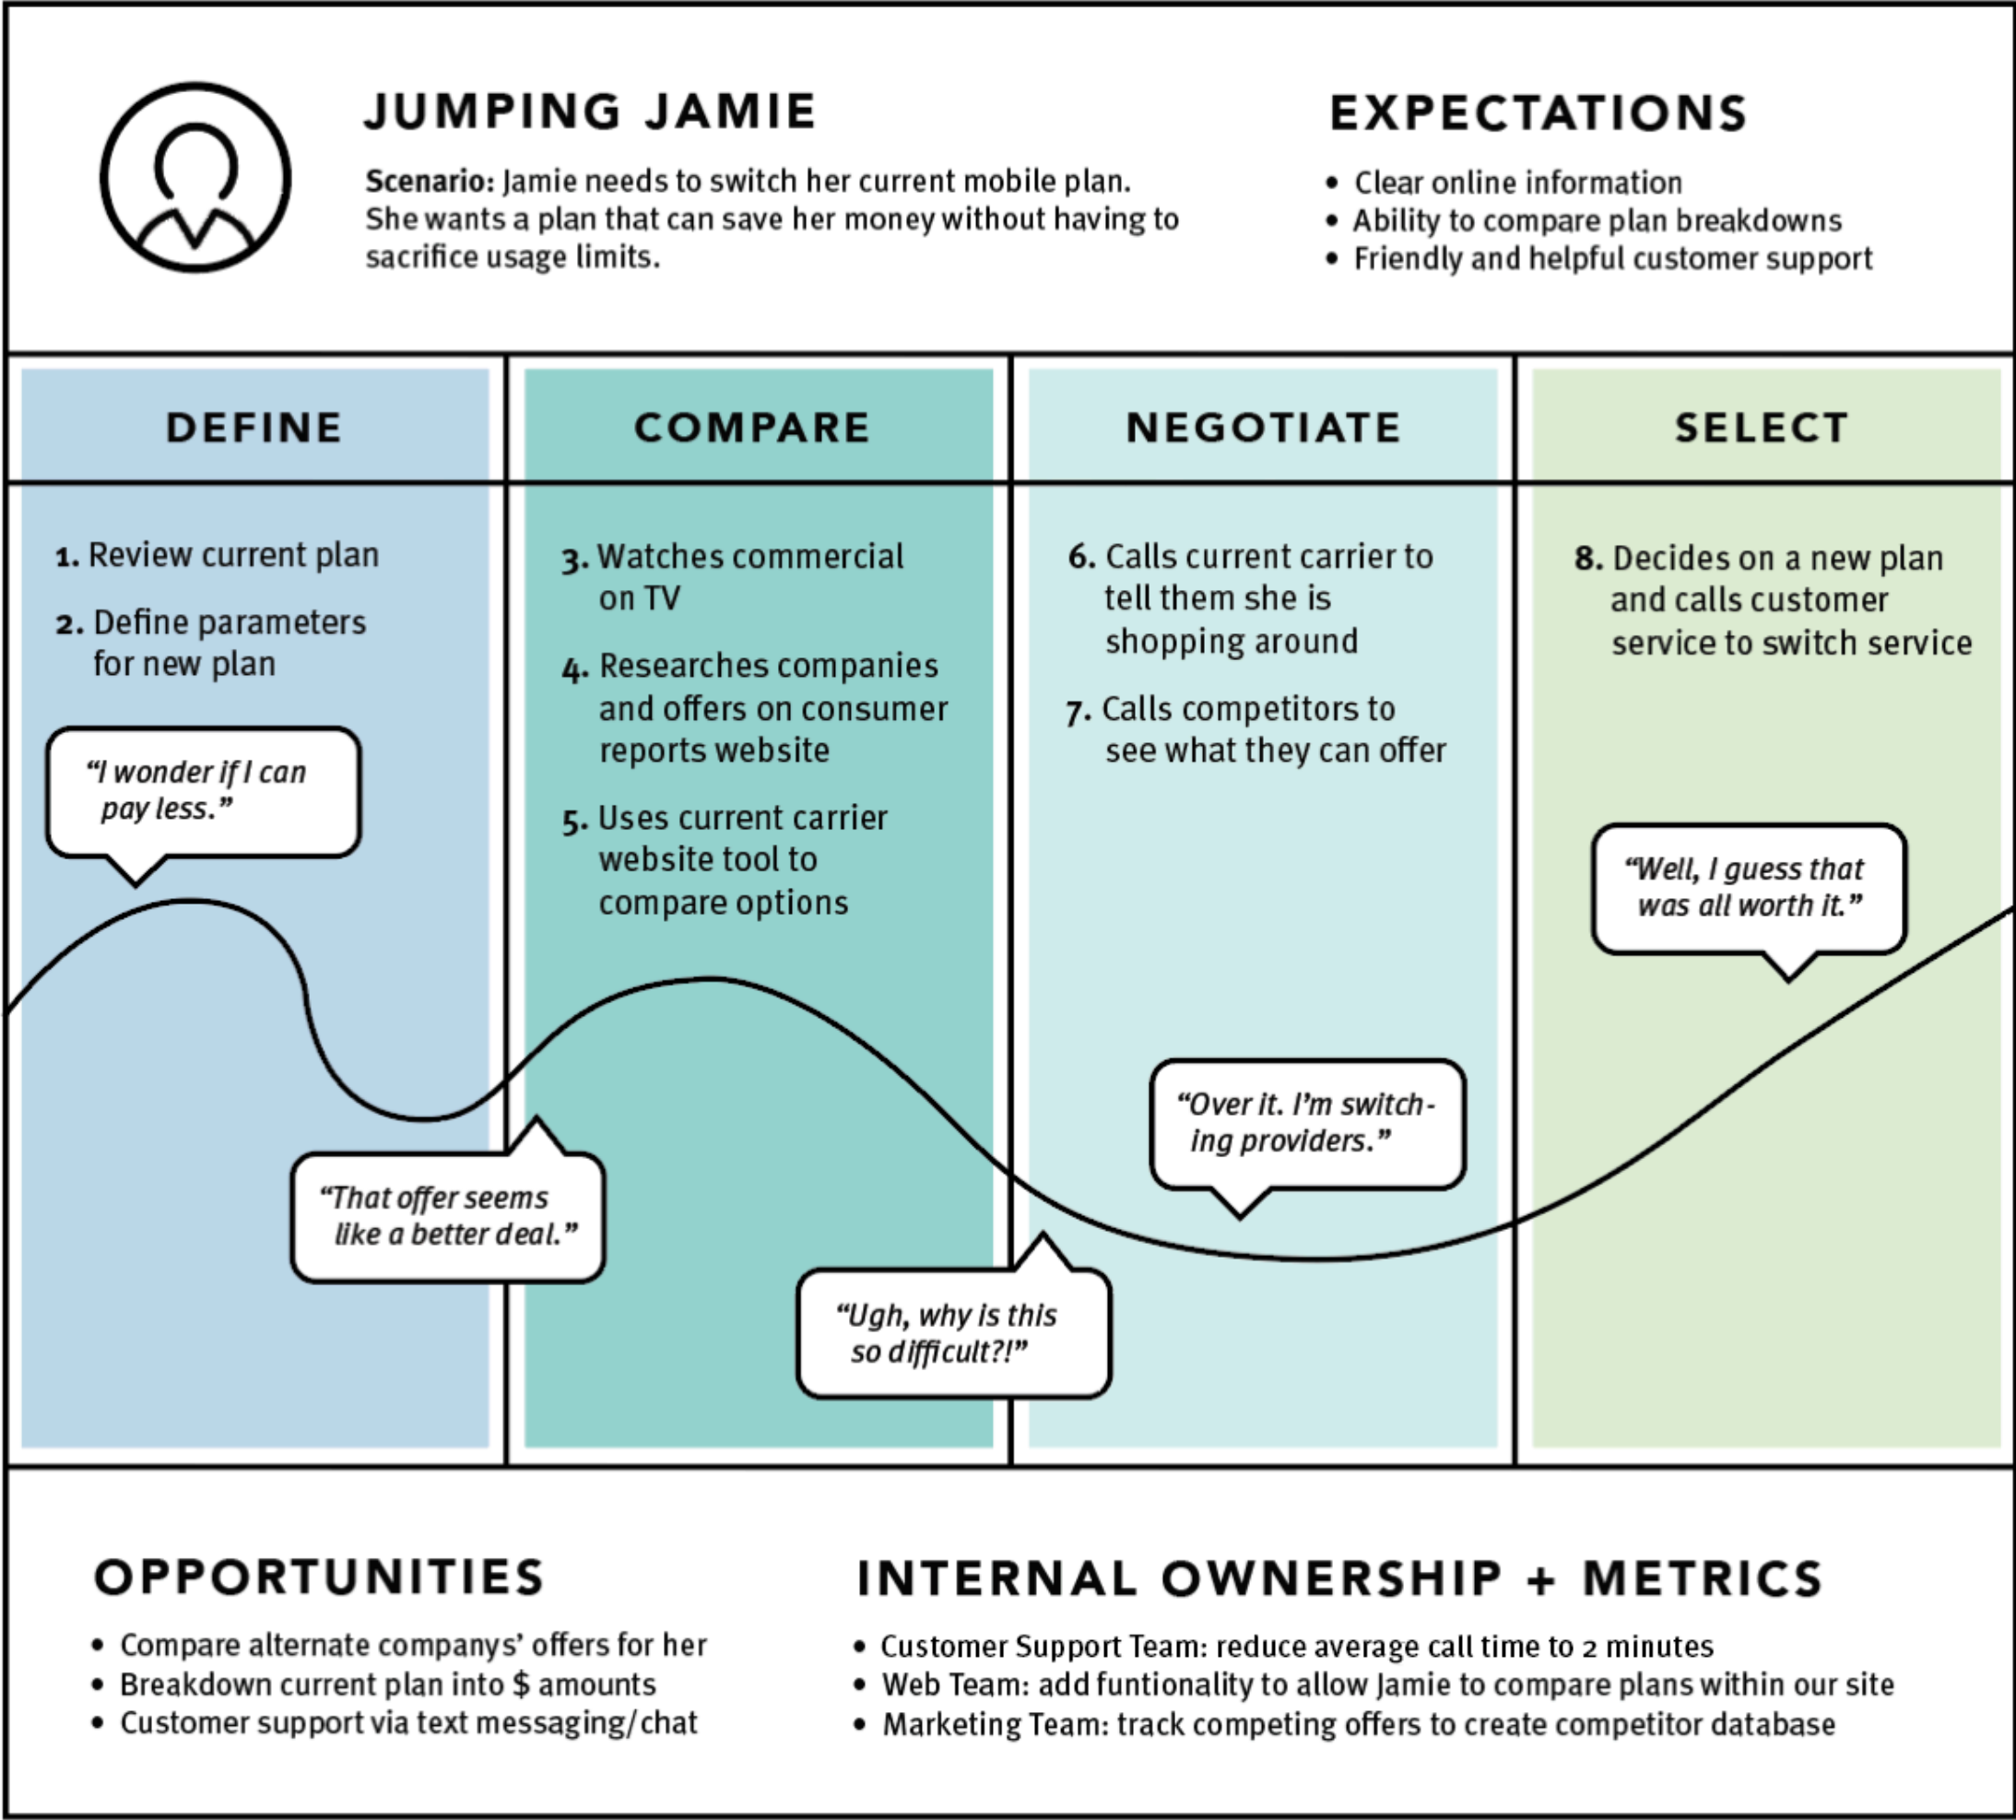 JUMPING JAMIE
Scenario: Jamie needs to switch her current mobile plan.
She wants a plan that can save her money without having to
sacrifice usage limits.
EXPECTATIONS
• Clear online information
• Ability to compare plan breakdowns
• Friendly and helpful customer support
DEFINE
1. Review current plan
2. Define parameters
for new plan
“I wonder if I can
pay less.”
“That offer seems
like a better deal.”
COMPARE
3. Watches commercial
on TV
4. Researches companies
and offers on consumer
reports website
5. Uses current carrier
website tool to
compare options
“Ugh, why is this
so difficult?!”
NEGOTIATE
6. Calls current carrier to
tell them she is
shopping around
7. Calls competitors to
see what they can offer
“Over it. I’m switch-
ing providers.”
SELECT
8. Decides on a new plan
and calls customer
service to switch service
“Well, I guess that
was all worth it.”
OPPORTUNITIES
• Compare alternate companys’ offers for her
• Breakdown current plan into $ amounts
• Customer support via text messaging/chat
INTERNAL OWNERSHIP + METRICS
• Customer Support Team: reduce average call time to 2 minutes
• Web Team: add funtionality to allow Jamie to compare plans within our site
• Marketing Team: track competing offers to create competitor database